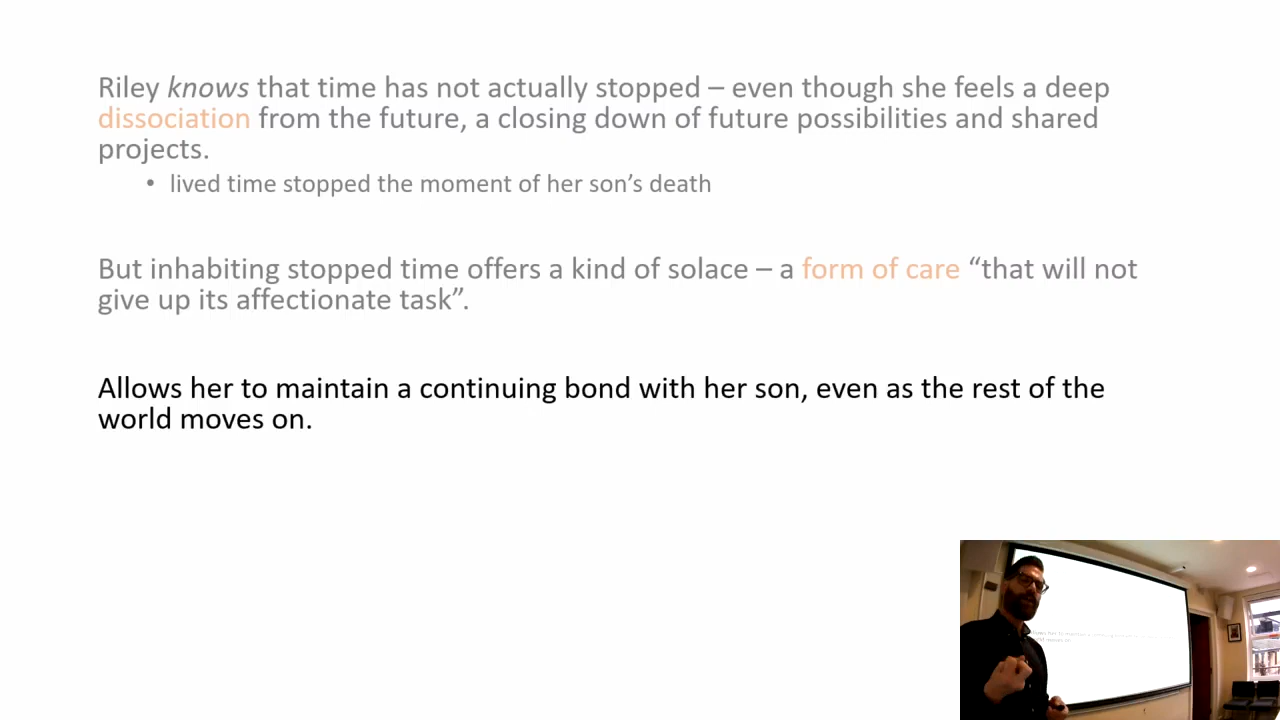 Riley knows that time has not actually stopped – even though she feels a deep
dissociation from the future, a closing down of future possibilities and shared
projects.
• lived time stopped the moment of her son’s death
But inhabiting stopped time offers a kind of solace – a form of care “that will not
give up its affectionate task”.
Allows her to maintain a continuing bond with her son, even as the rest of the
world moves on.